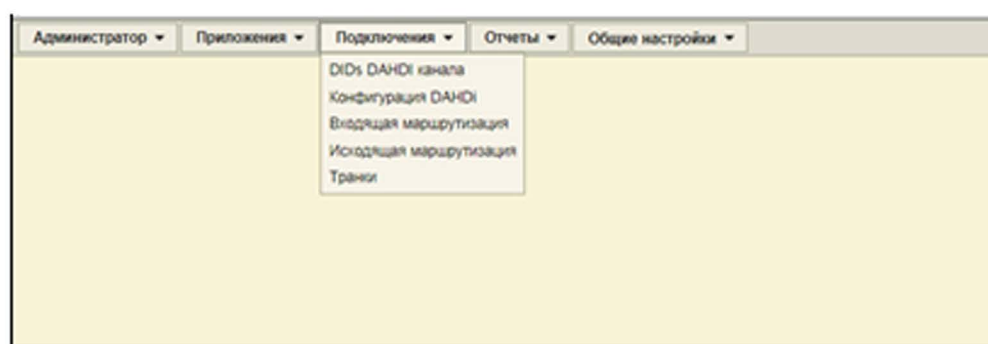 Администратор Приложения Подключения Отчеты Общие настройки
DIDs DAHDI канала
Конфигурация DAHDI
Входящая маршрутизация
Исходящая маршрутизация
Транки